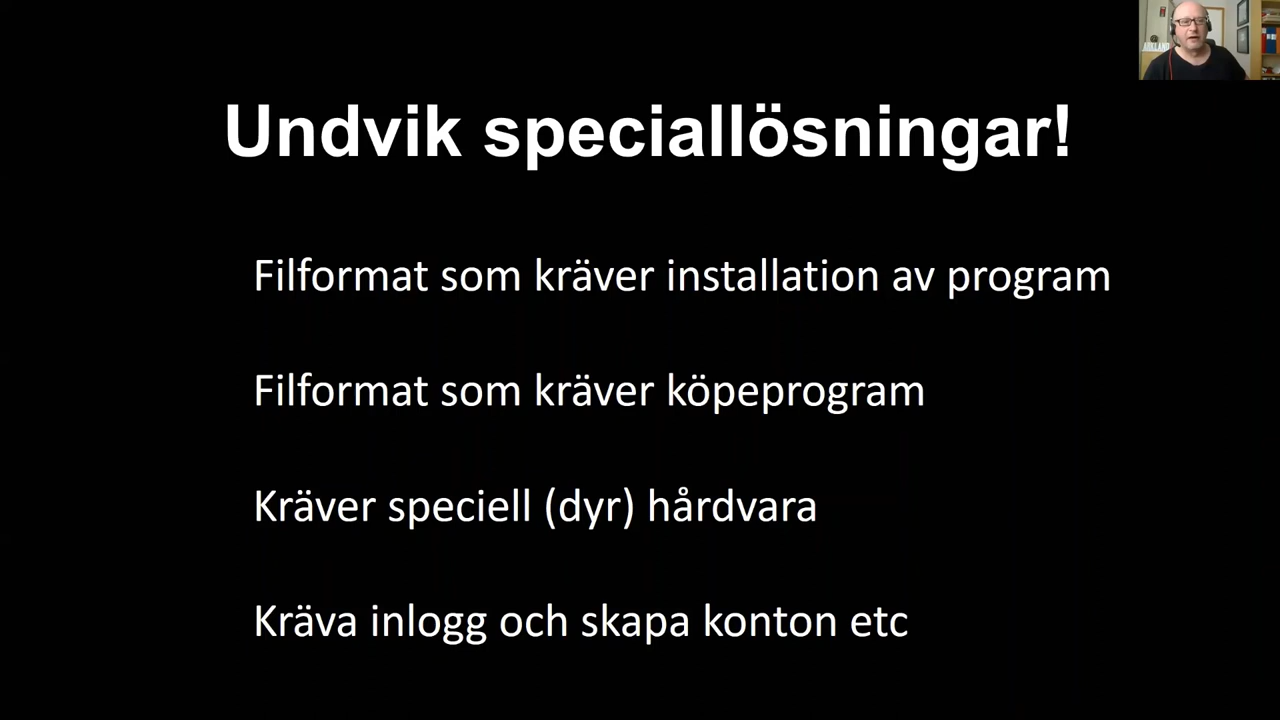 Undvik speciallösningar!
Filformat som kräver installation av program
Filformat som kräver köpeprogram
Kräver speciell (dyr) hårdvara
Kräva inlogg och skapa konton etc